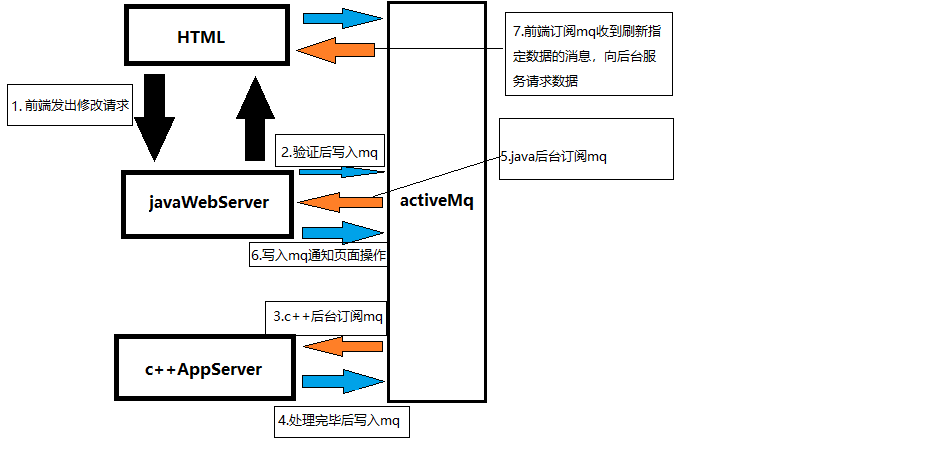 HTML
7.前端订阅mq收到刷新指
定数据的消息，向后台服
务请求数据
1. 前端发出修改请求
2.验证后写入mq
5.java后台订阅mq
javaWebServer
activeMq
6.写入mq通知页面操作
3.c++后台订阅mq
c++AppServer
4.处理完毕后写入mq